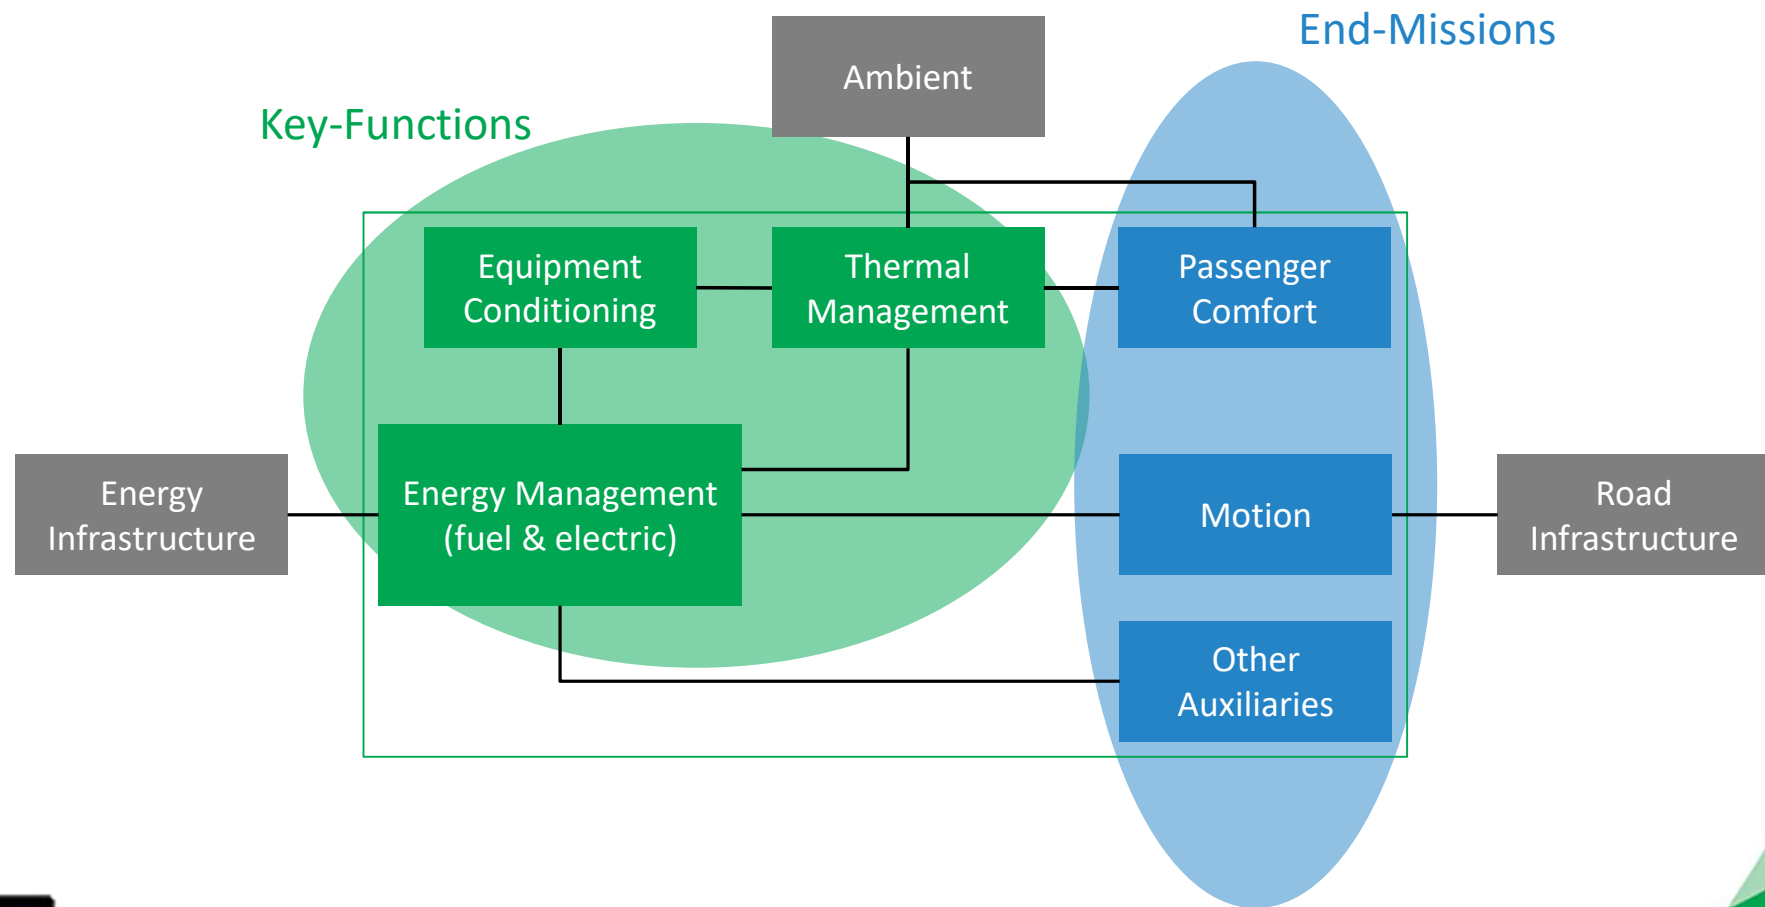 End-Missions
Ambient
Key-Functions
Equipment
Conditioning
Thermal
Management
Passenger
Comfort
Energy
Infrastructure
Energy Management
(fuel & electric)
Motion
Road
Infrastructure
Other
Auxiliaries